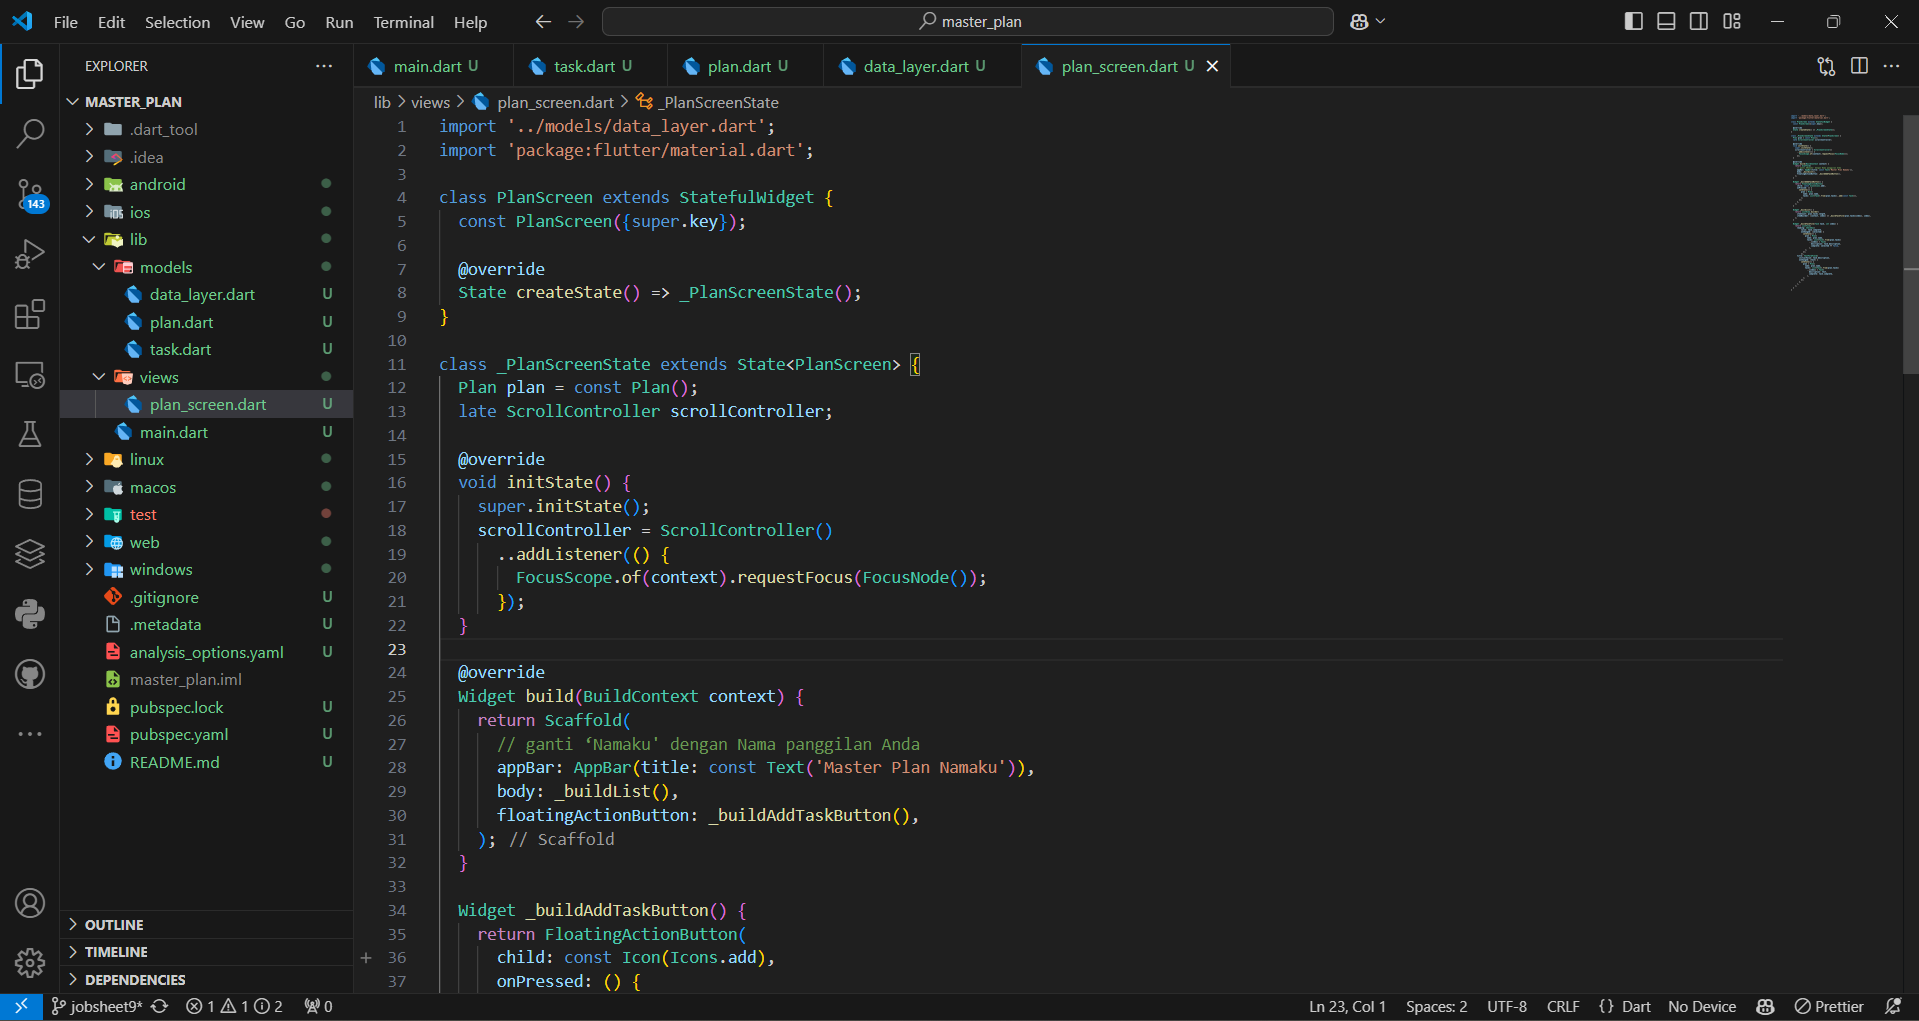 File Edit Selection View Go Run Terminal Help
master_plan
EXPLORER
MASTER_PLAN
.dart_tool
.idea
android
ios
lib
models
data_layer.dart U
plan.dart U
task.dart U
views
plan_screen.dart U
main.dart U
linux
macos
test
web
windows
.gitignore U
.metadata U
analysis_options.yaml U
master_plan.iml
pubspec.lock U
pubspec.yaml U
README.md U
OUTLINE
TIMELINE
DEPENDENCIES
143
main.dart U
task.dart U
plan.dart U
data_layer.dart U
plan_screen.dart U
lib > views > plan_screen.dart > _PlanScreenState
1 import '../models/data_layer.dart';
2 import 'package:flutter/material.dart';
3
4 class PlanScreen extends StatefulWidget {
5 const PlanScreen({super.key});
6
7 @override
8 State createState() => _PlanScreenState();
9 }
10
11 class _PlanScreenState extends State<PlanScreen> {
12 Plan plan = const Plan();
13 late ScrollController scrollController;
14
15 @override
16 void initState() {
17 super.initState();
18 scrollController = ScrollController()
19 ..addListener(() {
20 FocusScope.of(context).requestFocus(FocusNode());
21 });
22 }
23
24 @override
25 Widget build(BuildContext context) {
26 return Scaffold(
27 // ganti ‘Namaku' dengan Nama panggilan Anda
28 appBar: AppBar(title: const Text('Master Plan Namaku')),
29 body: _buildList(),
30 floatingActionButton: _buildAddTaskButton(),
31 ); // Scaffold
32 }
33
34 Widget _buildAddTaskButton() {
35 return FloatingActionButton(
36 child: const Icon(Icons.add),
37 onPressed: () {
jobsheet9* 1 1 2 0
Ln 23, Col 1 Spaces: 2 UTF-8 CRLF {} Dart No Device Prettier